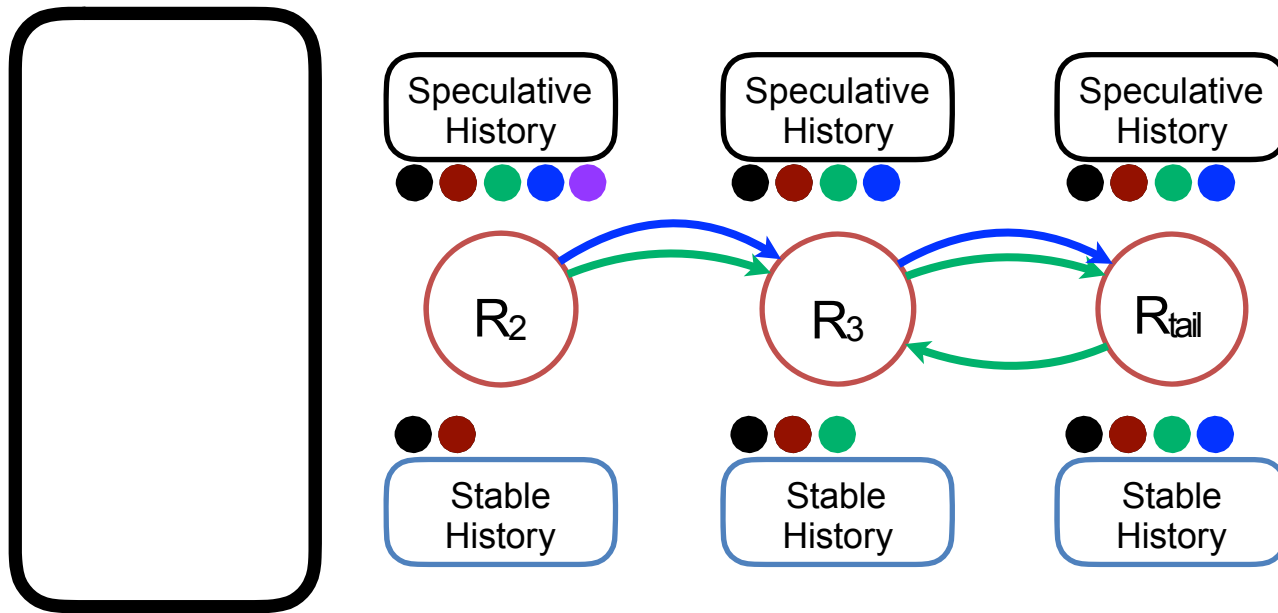 Speculative
History
Speculative
History
Speculative
History
R2
R3
Rtail
Stable
History
Stable
History
Stable
History